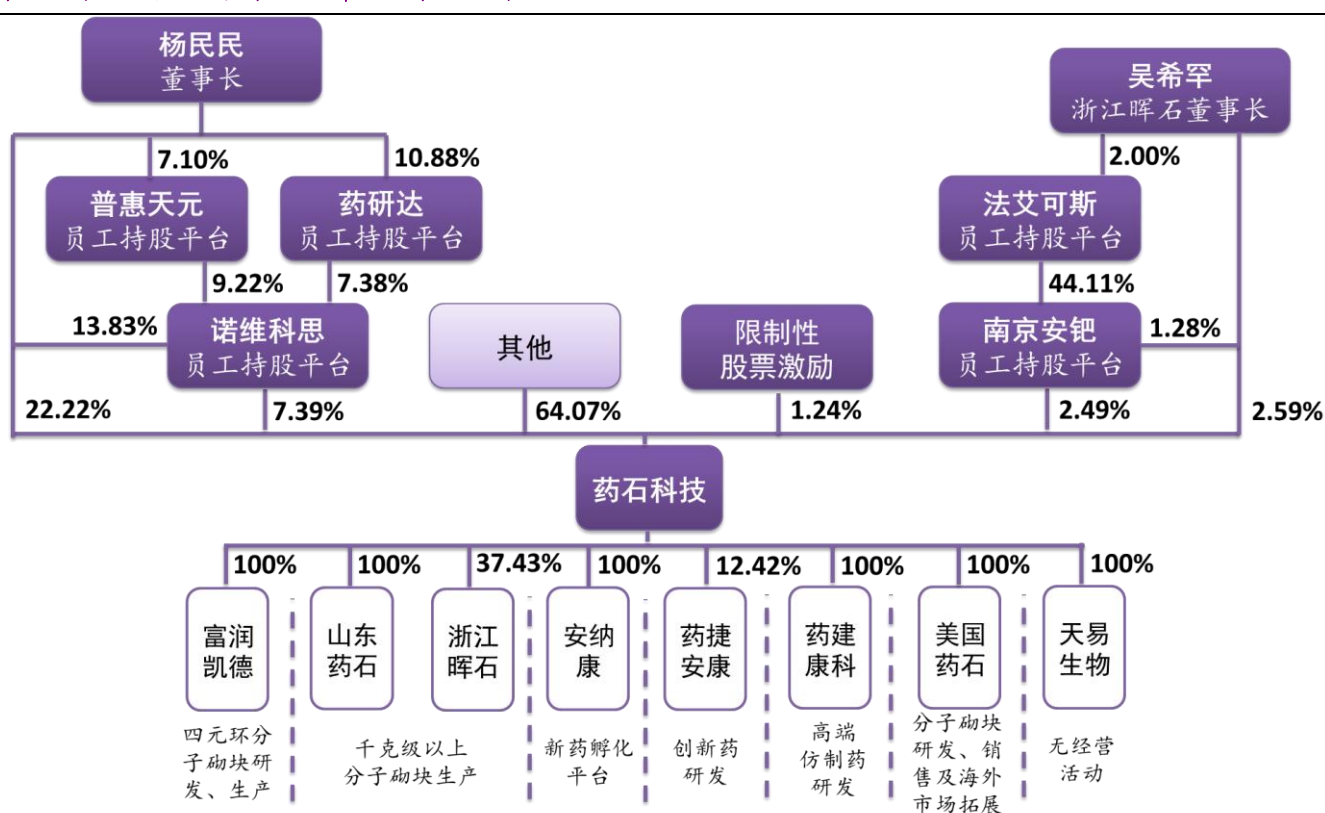 杨民民
董事长
吴希罕
浙江晖石董事长
7.10%
10.88%
2.00%
普惠天元
员工持股平台
药研达
员工持股平台
法艾可斯
员工持股平台
9.22%
7.38%
44.11%
13.83%
诺维科思
员工持股平台
其他
限制性
股票激励
南京安钯
员工持股平台
1.28%
22.22%
7.39%
64.07%
1.24%
2.49%
2.59%
药石科技
100%
100%
37.43%
100%
12.42%
100%
100%
100%
富润
凯德
山东
药石
浙江
晖石
安纳
康
药捷
安康
药建
康科
美国
药石
天易
生物
四元环分
子砌块研
发、生产
千克级以上
分子砌块生产
新药孵化
平台
创新药
研发
高端
仿制药
研发
分子砌块
研发、销
售及海外
市场拓展
无经营
活动